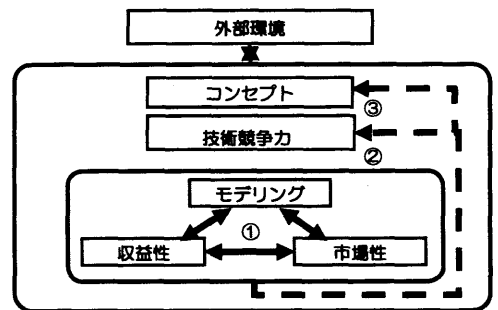 外部環境
コンセプト
③
技術競争力
②
モデリング
①
収益性
市場性